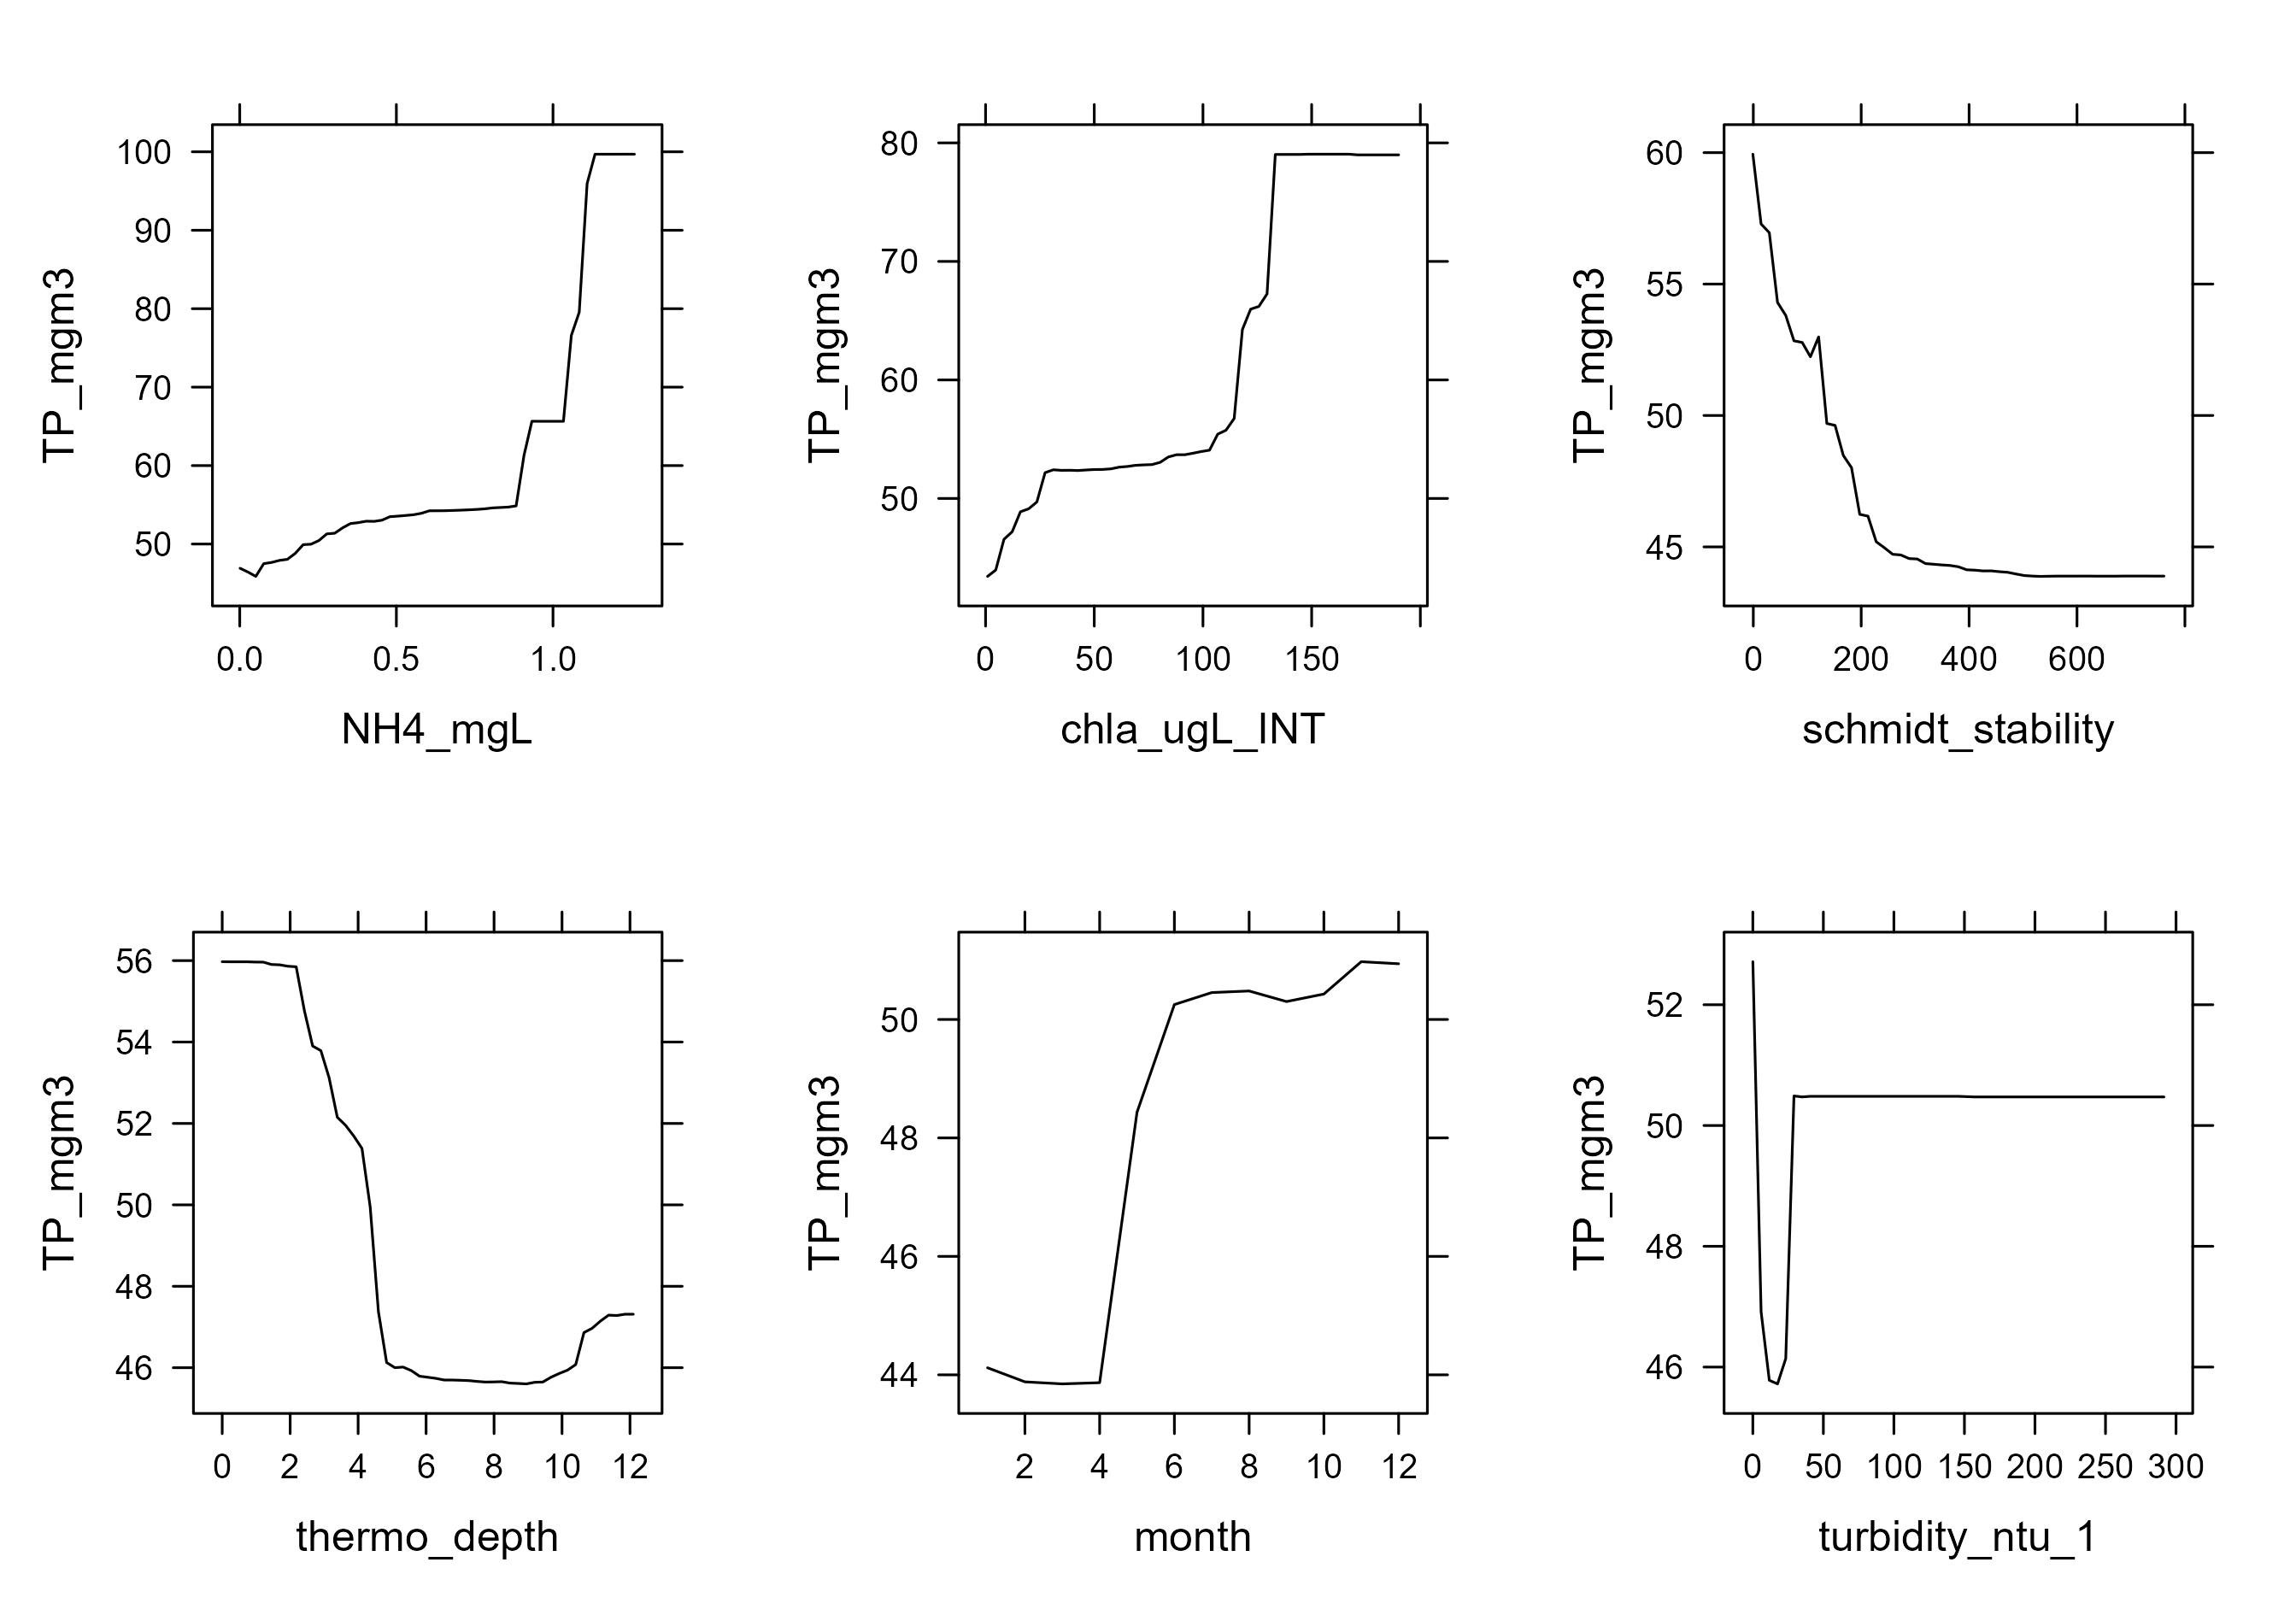 TP_mgm3
100
90
80
70
60
50
0.0 0.5 1.0
NH4_mgL
TP_mgm3
80
70
60
50
0 50 100 150
chla_ugL_INT
TP_mgm3
60
55
50
45
0 200 400 600
schmidt_stability
TP_mgm3
56
54
52
50
48
46
0 2 4 6 8 10 12
thermo_depth
TP_mgm3
50
48
46
44
2 4 6 8 10 12
month
TP_mgm3
52
50
48
46
0 50 100 150 200 250 300
turbidity_ntu_1